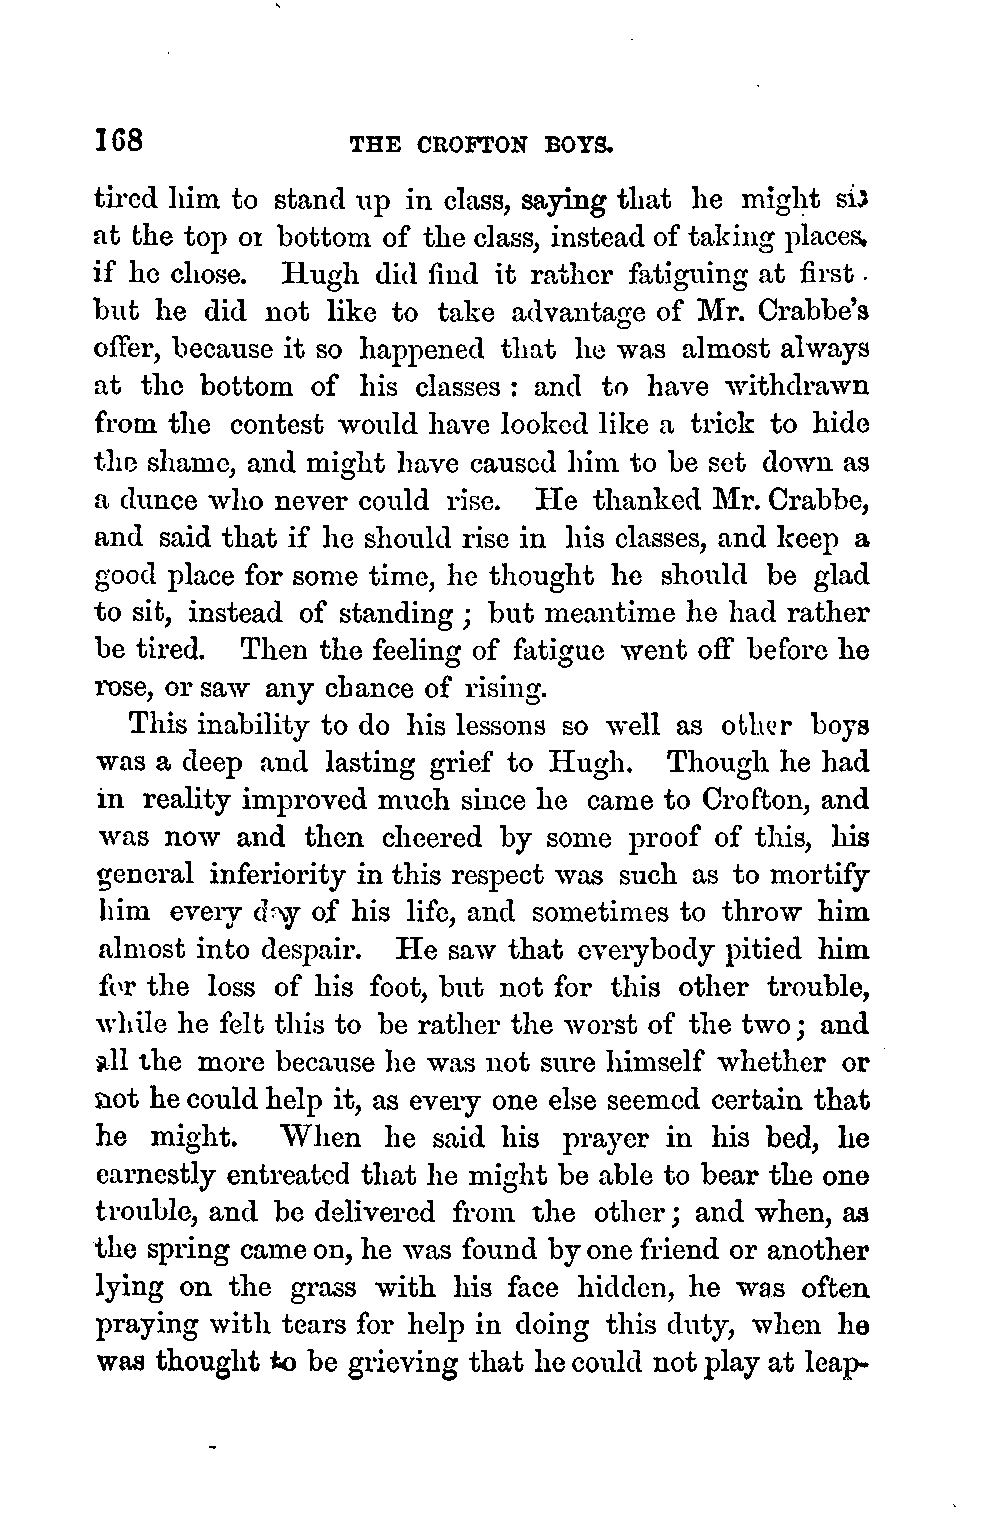 168 THE CROFTON BOYS.
tired him to stand up in class, saying that he might sit
at the top or bottom of the class, instead of taking places,
if he chose. Hugh did find it rather fatiguing at first.
but he did not like to take advantage of Mr. Crabbe's
offer, because it so happened that he was almost always
at the bottom of his classes : and to have withdrawn
from the contest would have looked like a trick to hide
the shame, and might have caused him to be set down as
a dunce who never could rise. He thanked Mr. Crabbe,
and said that if he should rise in his classes, and keep a
good place for some time, he thought he should be glad
to sit, instead of standing ; but meantime he had rather
be tired. Then the feeling of fatigue went off before he
rose, or saw any chance of rising.
This inability to do his lessons so well as other boys
was a deep and lasting grief to Hugh. Though he had
in reality improved much since he came to Crofton, and
was now and then cheered by some proof of this, his
general inferiority in this respect was such as to mortify
him every day of his life, and sometimes to throw him
almost into despair. He saw that everybody pitied him
for the loss of his foot, but not for this other trouble,
while he felt this to be rather the worst of the two ; and
all the more because he was not sure himself whether or
not he could help it, as every one else seemed certain that
he might. When he said his prayer in his bed, he
earnestly entreated that he might be able to bear the one
trouble, and be delivered from the other ; and when, as
the spring came on, he was found by one friend or another
lying on the grass with his face hidden, he was often
praying with tears for help in doing this duty, when he
was thought to be grieving that he could not play at leap-